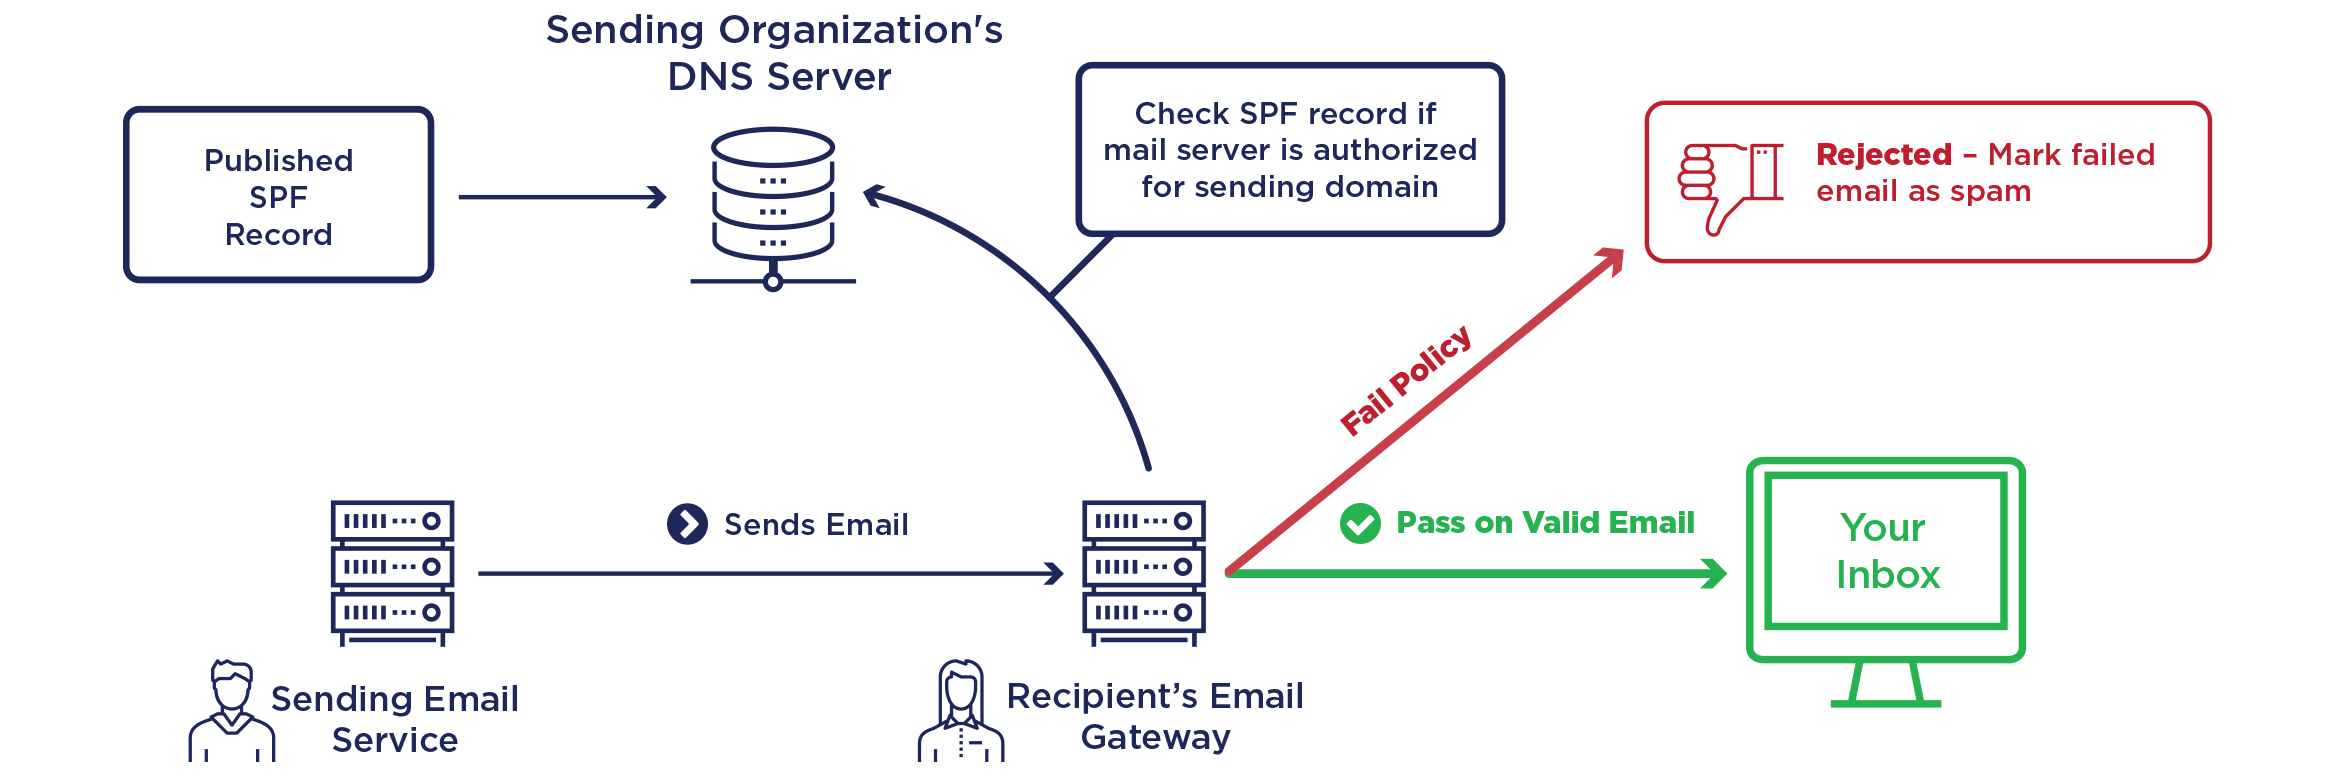 Sending Organization's
DNS Server
Published
SPF
Record
Check SPF record if
mail server is authorized
for sending domain
Rejected – Mark failed
email as spam
Fail Policy
Sends Email
Pass on Valid Email
Your
Inbox
Sending Email
Service
Recipient’s Email
Gateway